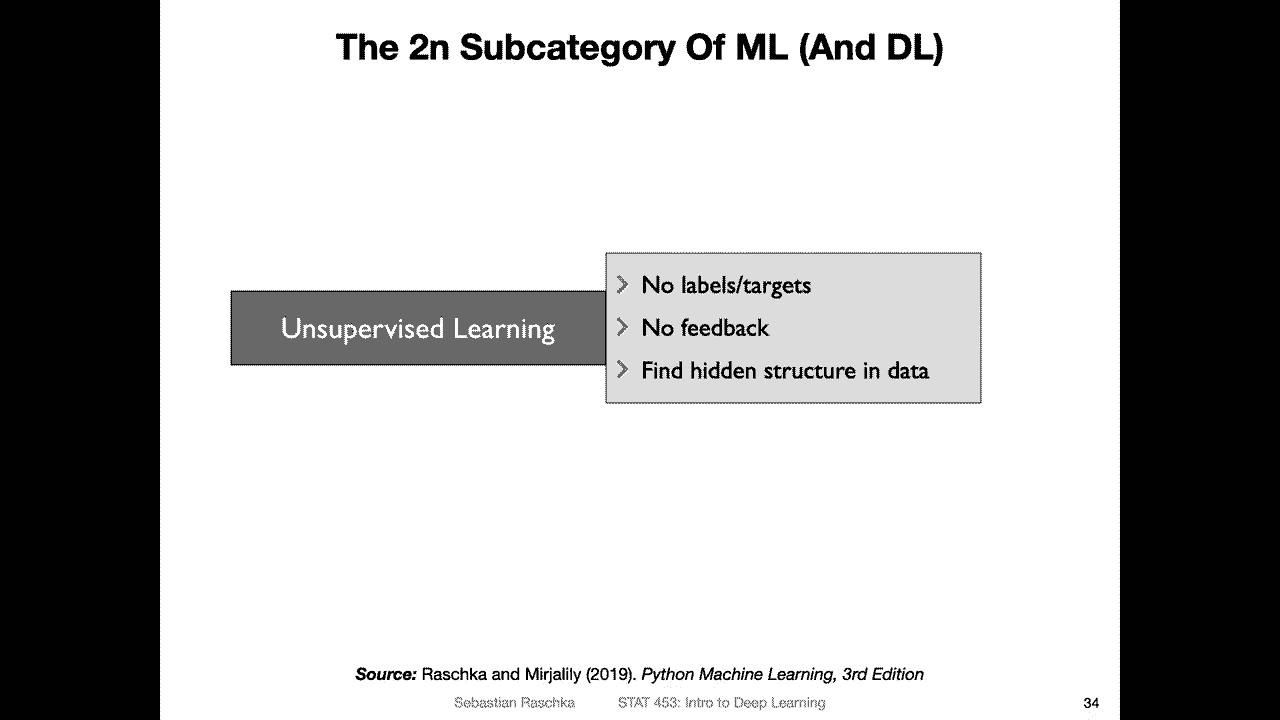 The 2n Subcategory Of ML (And DL)
Unsupervised Learning
No labels/targets
No feedback
Find hidden structure in data
Source: Raschka and Mirjalily (2019). Python Machine Learning, 3rd Edition
Sebastian Raschka STAT 453: Intro to Deep Learning 34